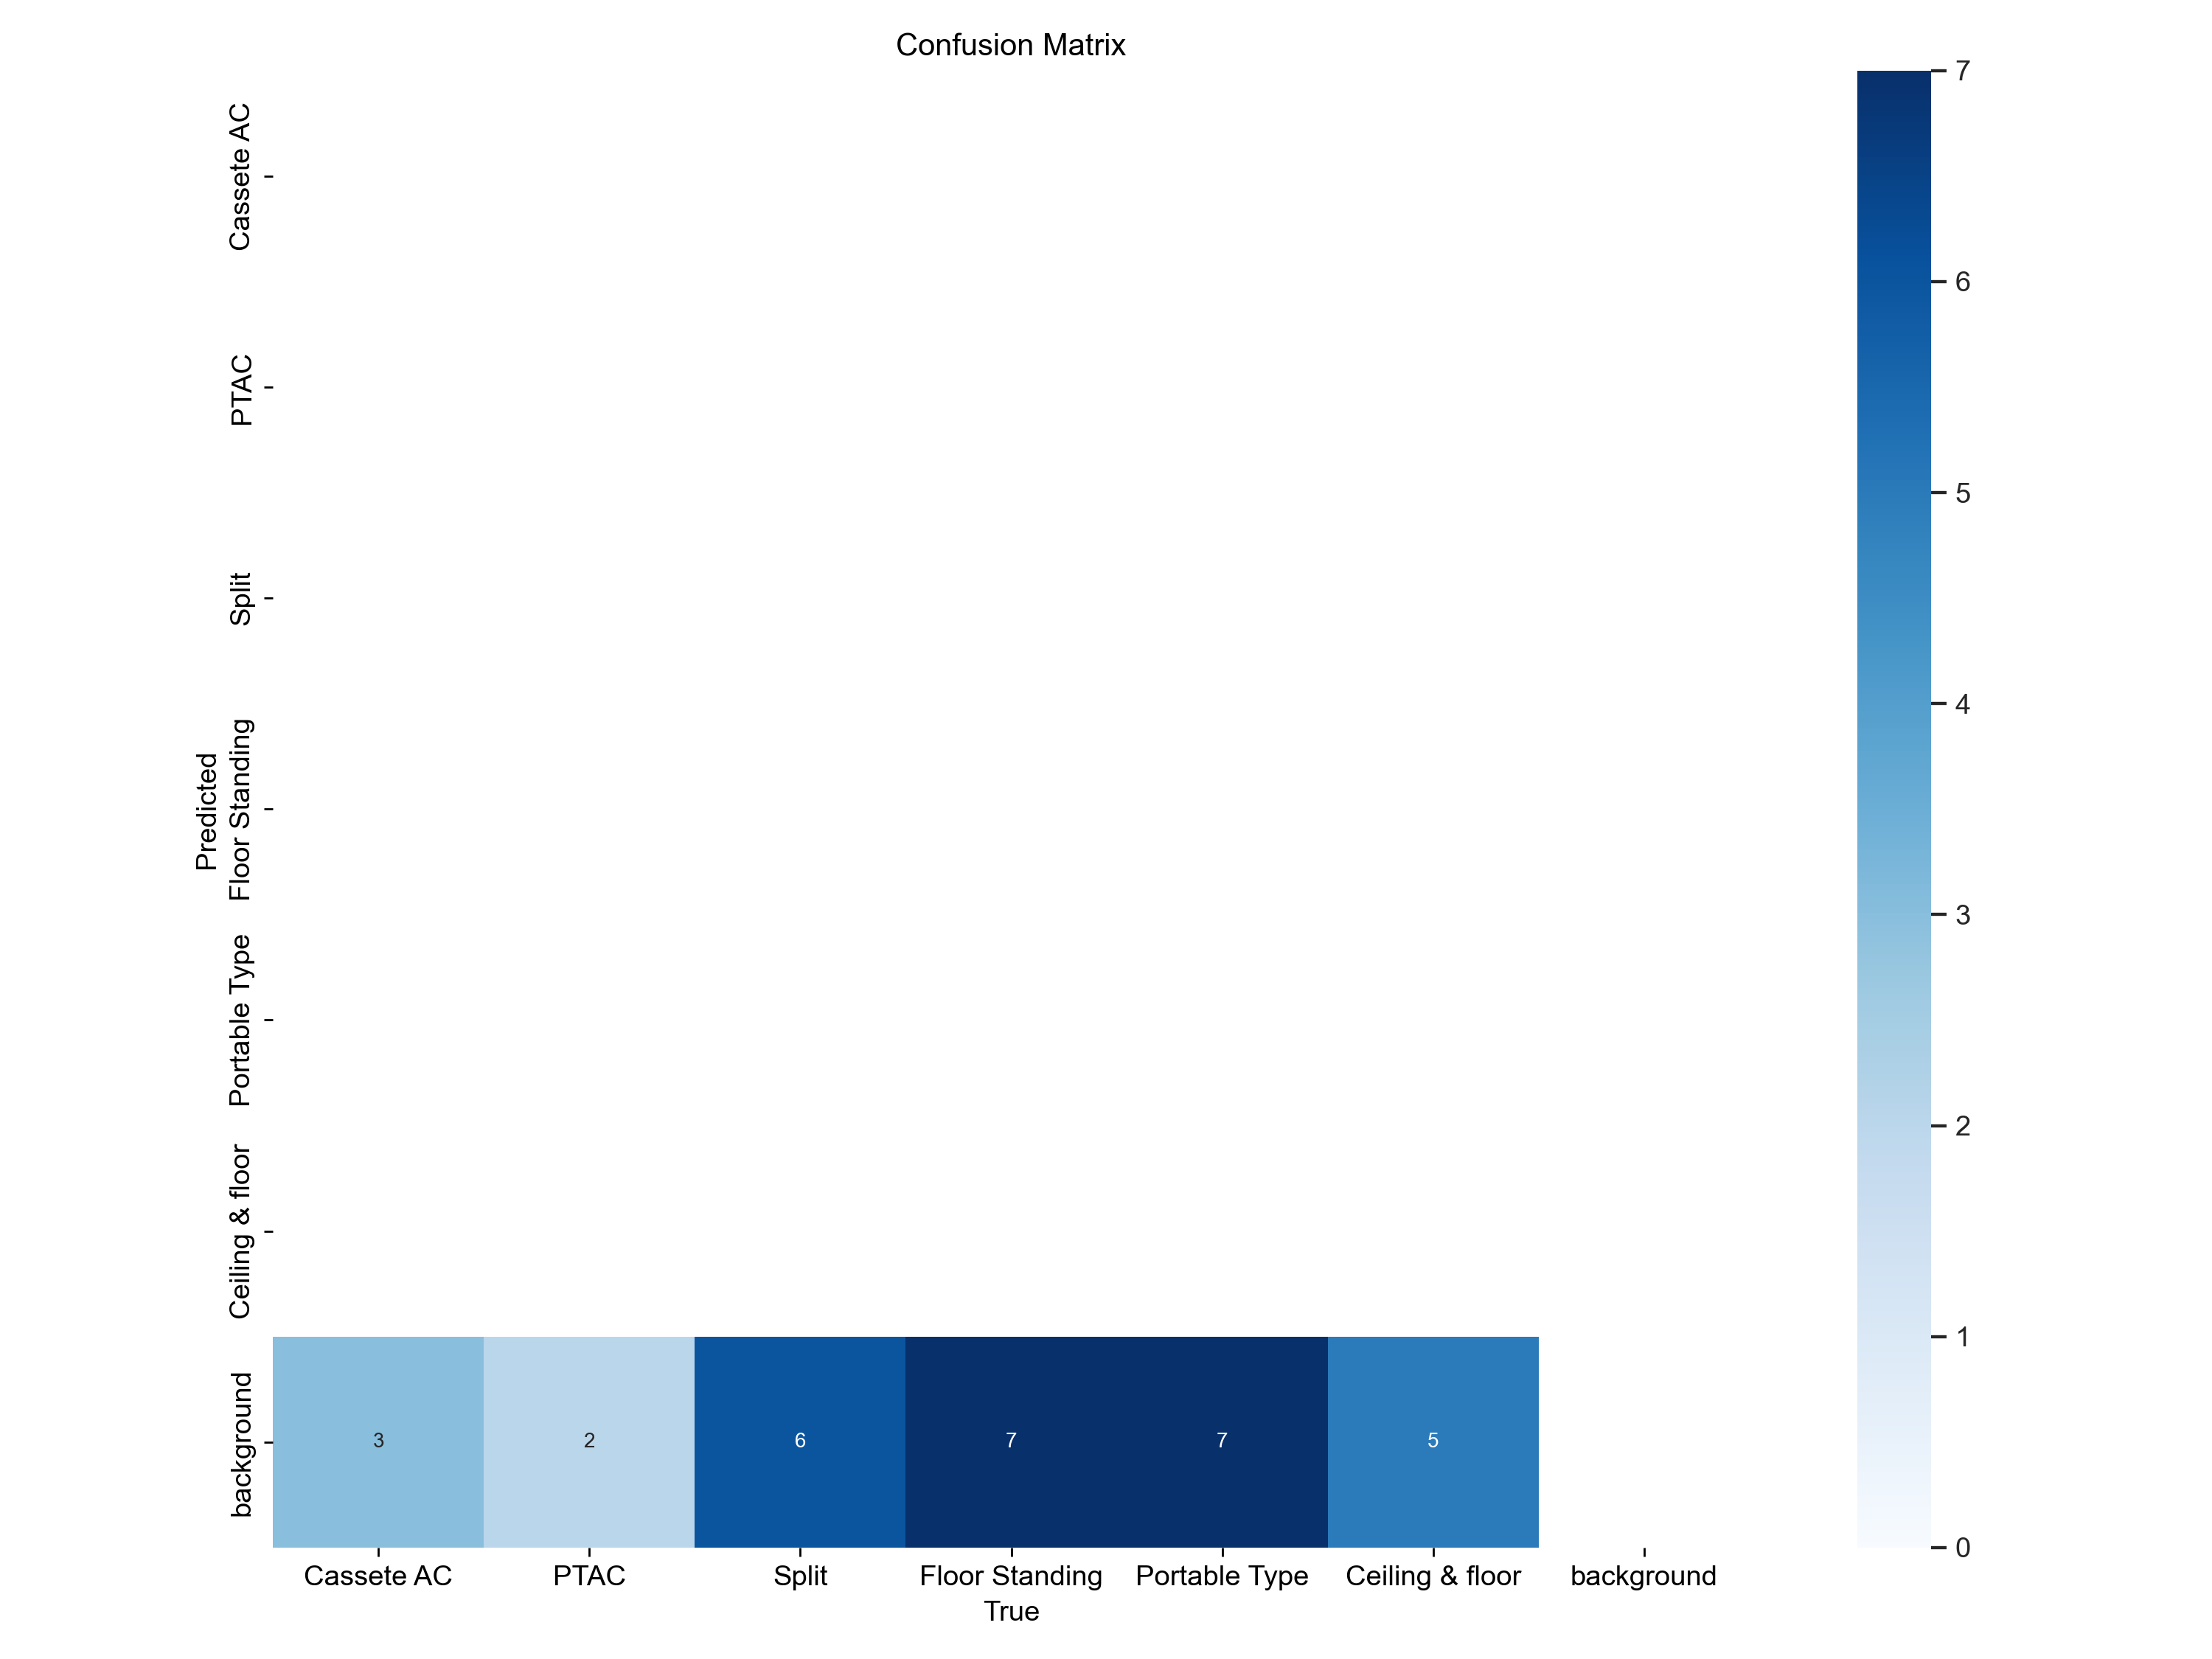 Confusion Matrix
Cassete AC
PTAC
Split
Floor Standing
Portable Type
Ceiling & floor
background
Predicted
3
2
6
7
7
5
Cassete AC
PTAC
Split
Floor Standing
Portable Type
Ceiling & floor
background
True
7
6
5
4
3
2
1
0